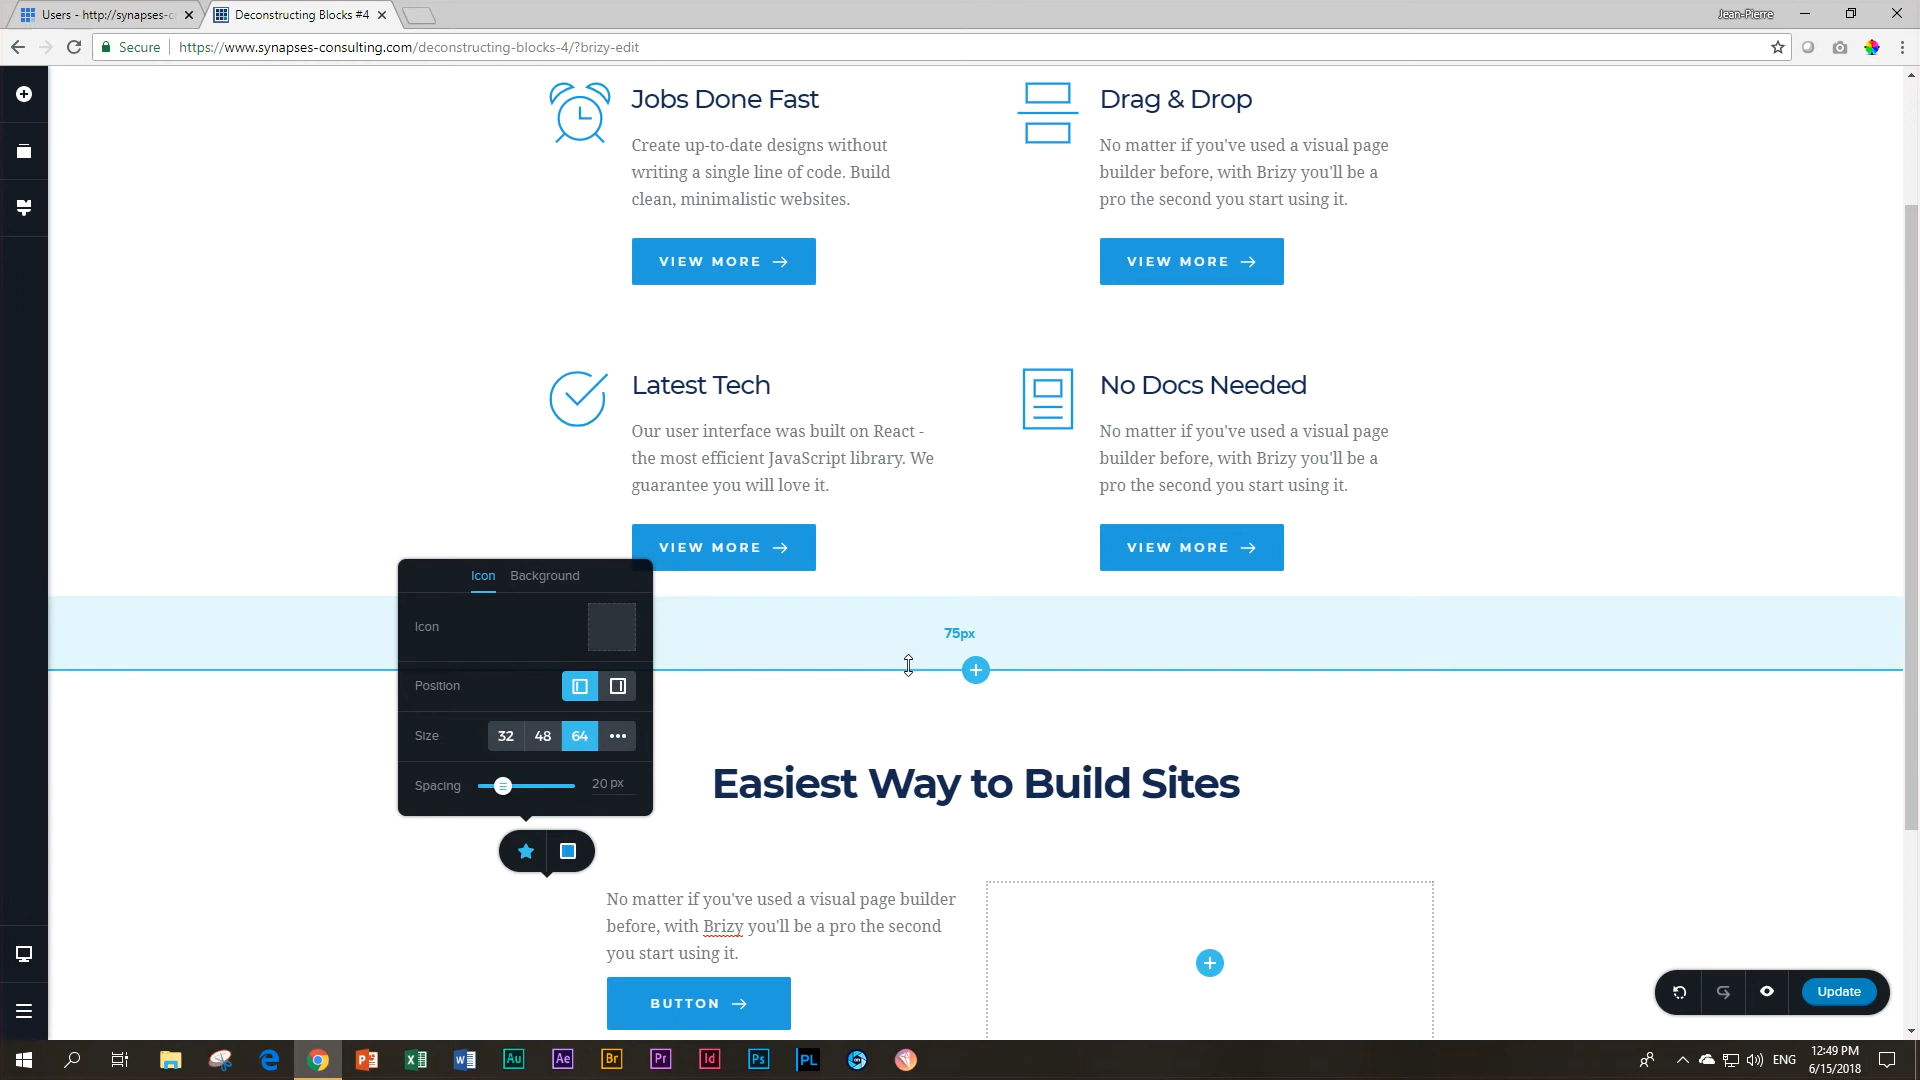 Users - http://synapses-c
Deconstructing Blocks #4
Jean-Pierre
Secure
https://www.synapses-consulting.com/deconstructing-blocks-4/?brizy-edit
Jobs Done Fast
Create up-to-date designs without
writing a single line of code. Build
clean, minimalistic websites.
VIEW MORE
Drag & Drop
No matter if you've used a visual page
builder before, with Brizy you'll be a
pro the second you start using it.
VIEW MORE
Latest Tech
Our user interface was built on React -
the most efficient JavaScript library. We
guarantee you will love it.
VIEW MORE
No Docs Needed
No matter if you've used a visual page
builder before, with Brizy you'll be a
pro the second you start using it.
VIEW MORE
Icon
Background
Icon
Position
Size
32
48
64
Spacing
20 px
75px
Easiest Way to Build Sites
No matter if you've used a visual page builder
before, with Brizy you'll be a pro the second
you start using it.
BUTTON
Update
Au
Ae
Br
Pr
Id
Ps
PL
ENG
12:49 PM
6/15/2018